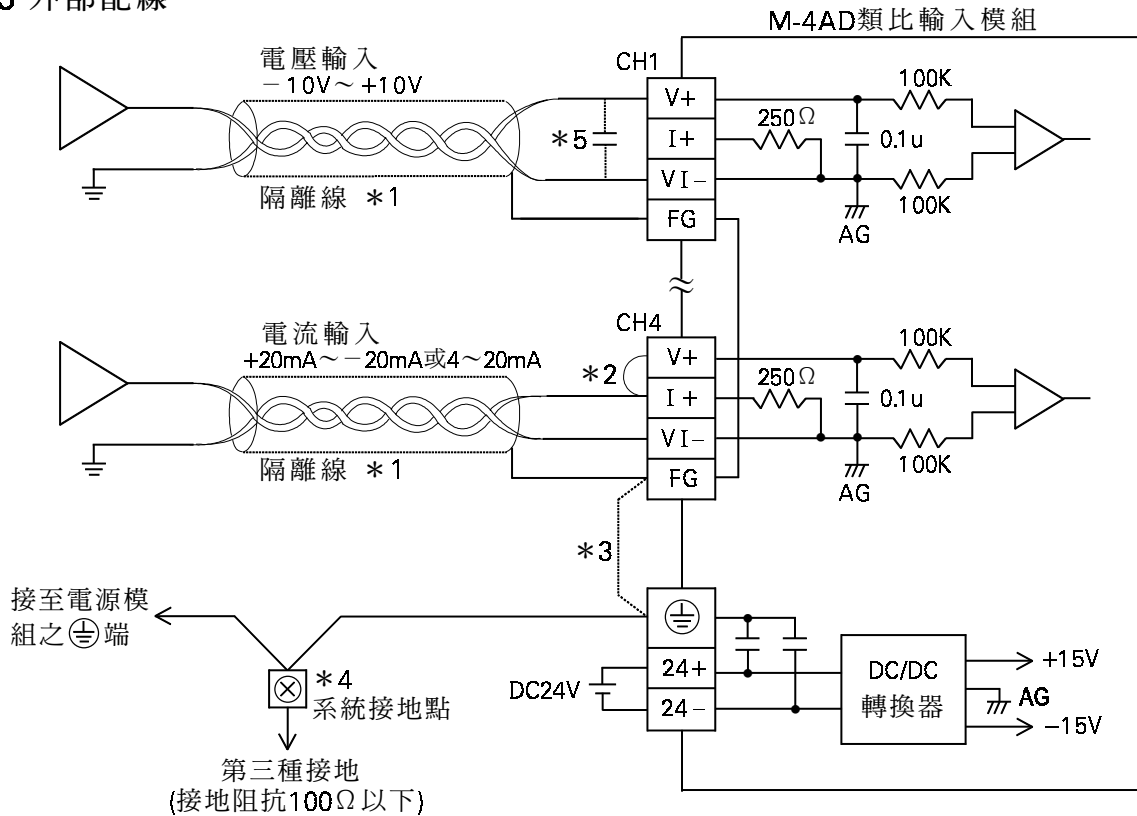 外部配線
M-4AD類比輸入模組
電壓輸入
－10V～+10V
CH1
V+
I+
VI-
FG
*5
隔離線 *1
250Ω
100K
0.1u
100K
AG
電流輸入
+20mA～－20mA或4～20mA
CH4
*2
V+
I+
VI-
FG
隔離線 *1
250Ω
100K
0.1u
100K
AG
*3
接至電源模
組之 端
*4
系統接地點
第三種接地
(接地阻抗100Ω以下)
DC24V
24+
24-
DC/DC
轉換器
+15V
AG
-15V